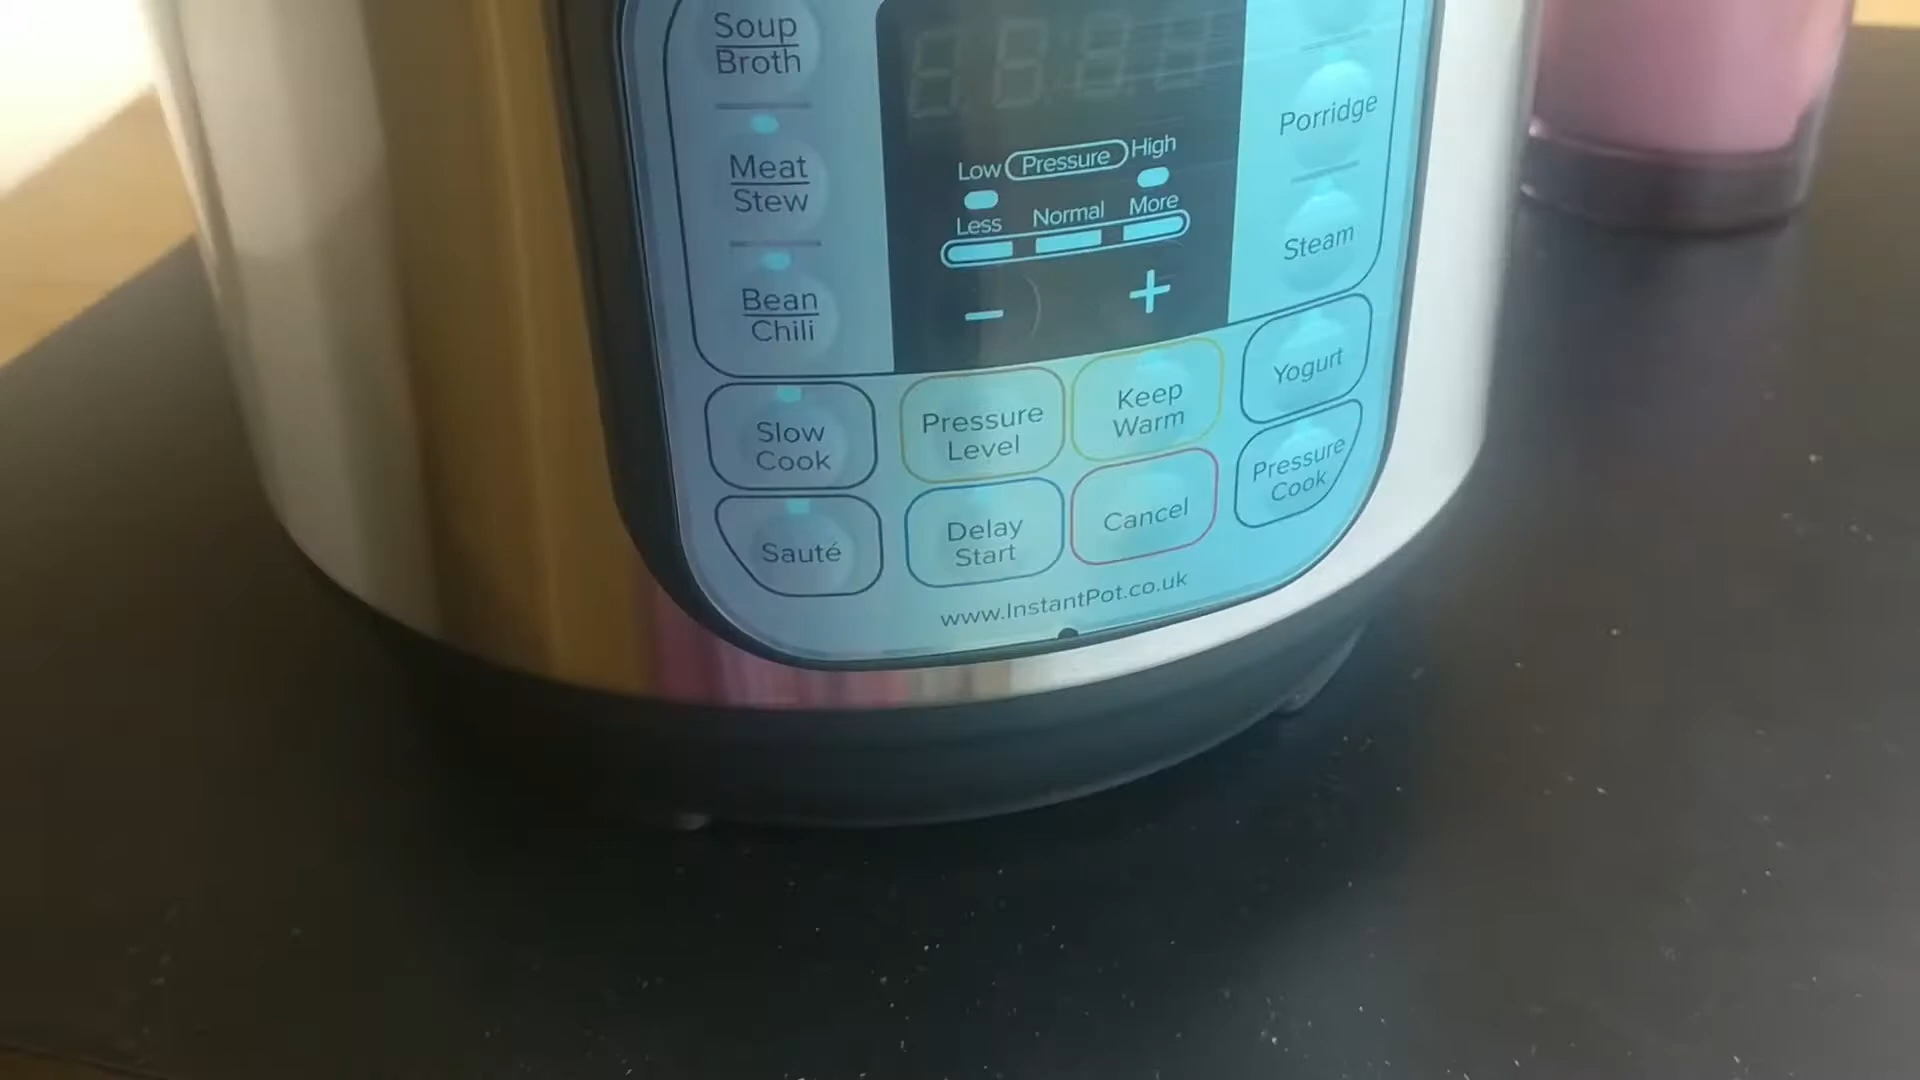 Soup
Broth
Meat
Stew
Bean
Chili
Low Pressure High
Less Normal More
- +
Porridge
Steam
Yogurt
Slow
Cook
Pressure
Level
Keep
Warm
Pressure
Cook
Sauté
Delay
Start
Cancel
www.InstantPot.co.uk